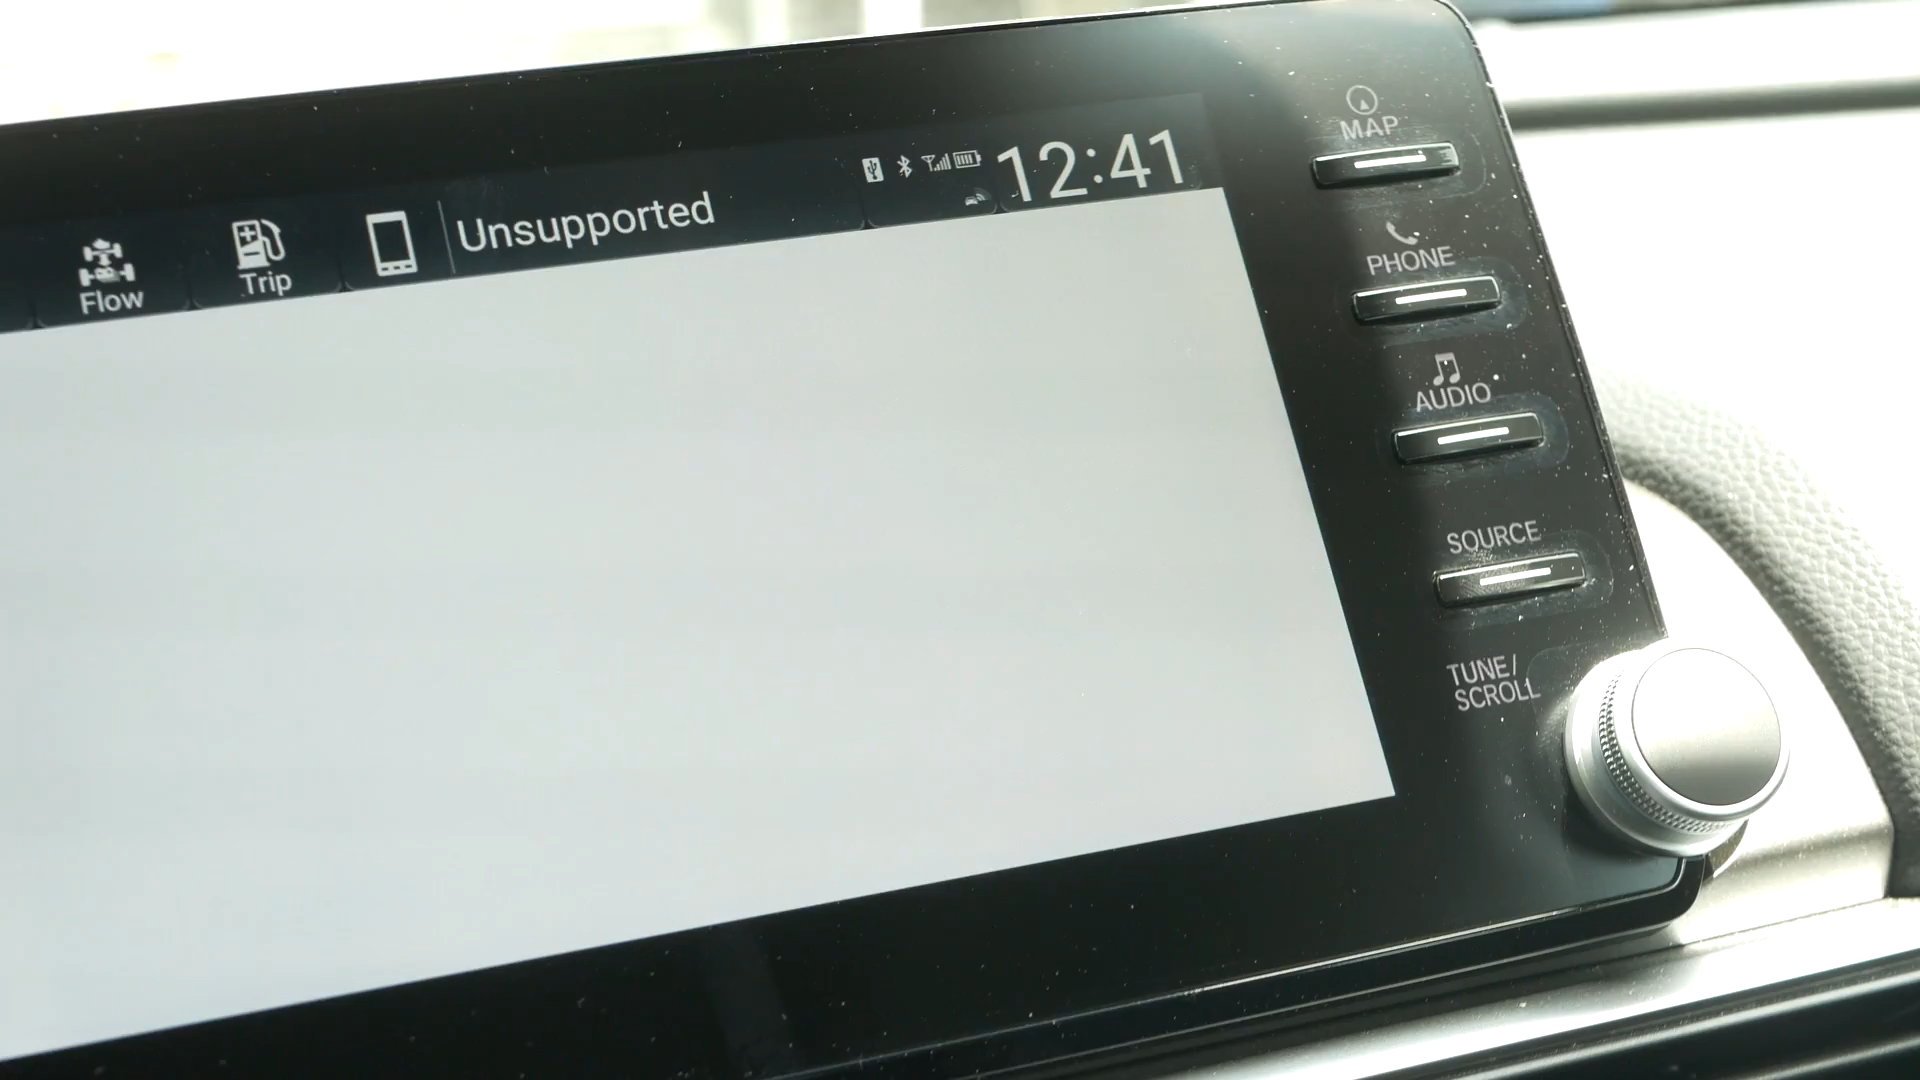 Flow
Trip
Unsupported
12:41
MAP
PHONE
AUDIO
SOURCE
TUNE/
SCROLL